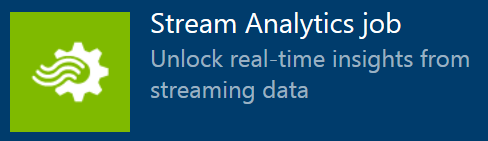 Stream Analytics job
Unlock real-time insights from
streaming data